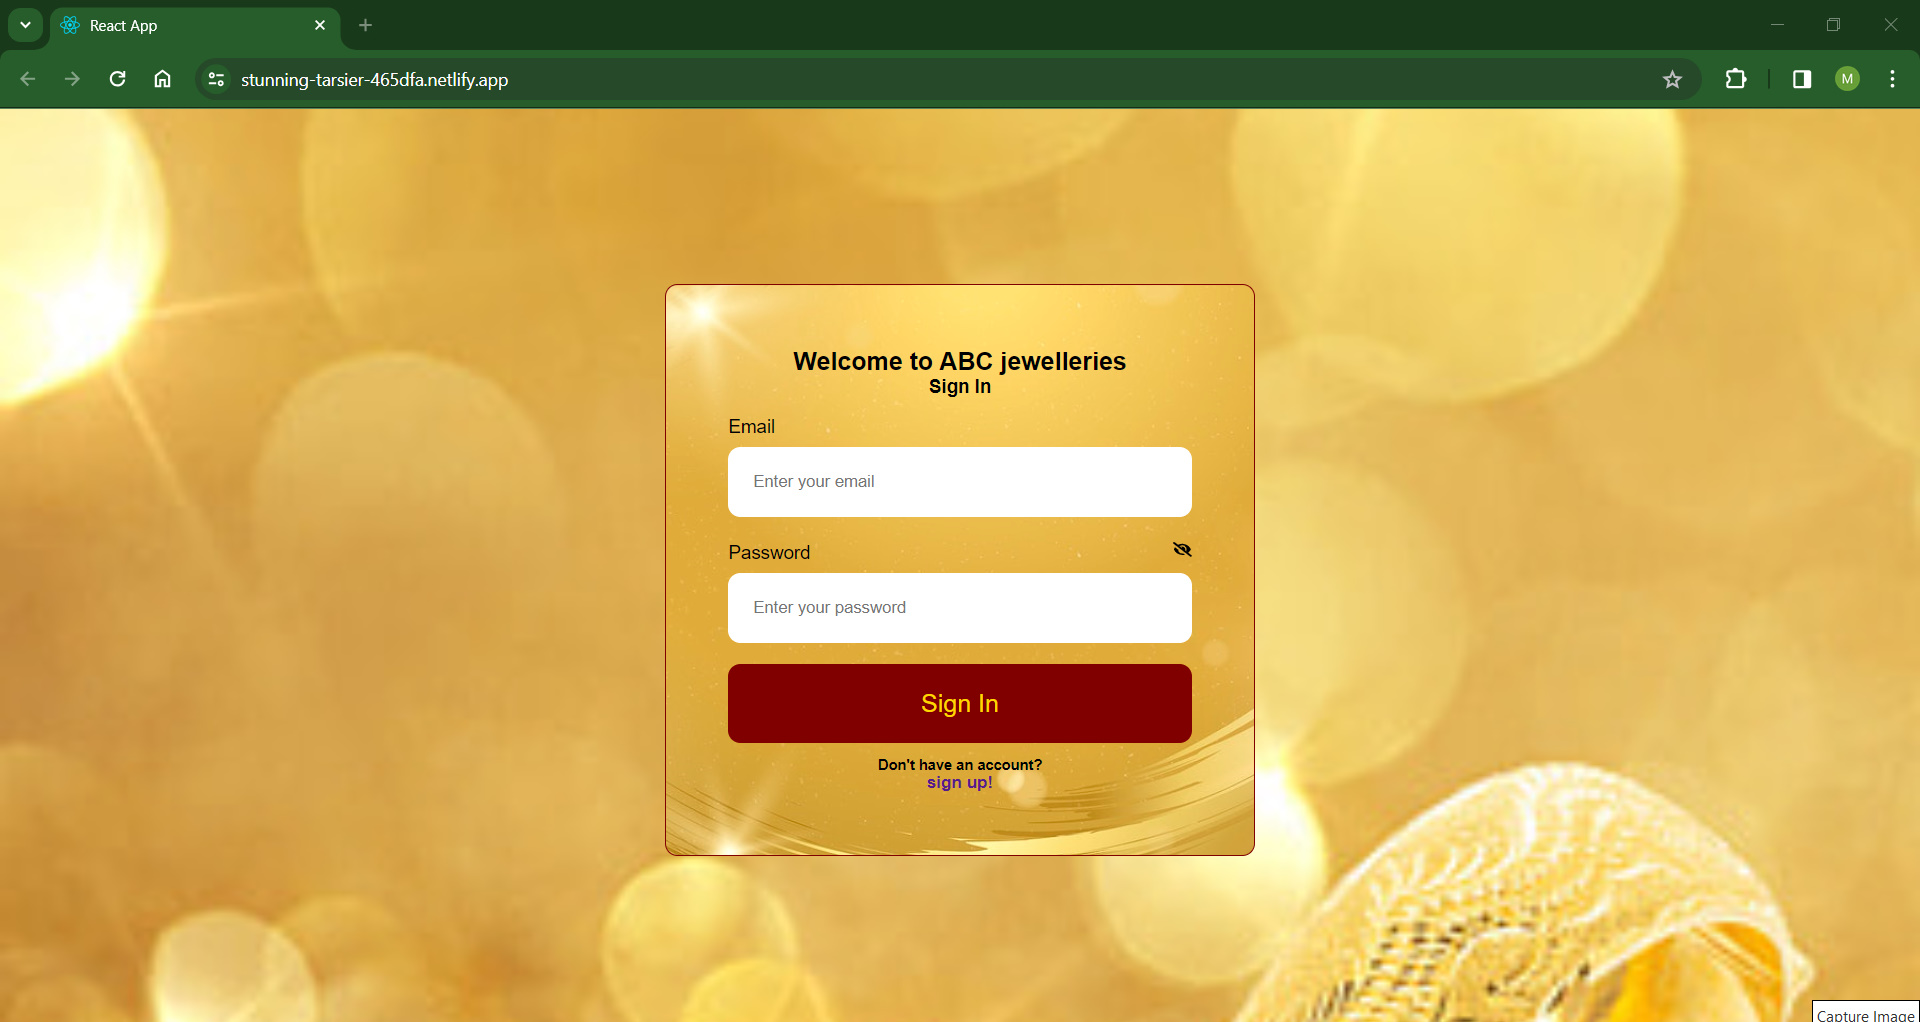 React App
stunning-tarsier-465dfa.netlify.app
M
Welcome to ABC jewelleries
Sign In
Email
Enter your email
Password
Enter your password
Sign In
Don't have an account?
sign up!
Capture Image